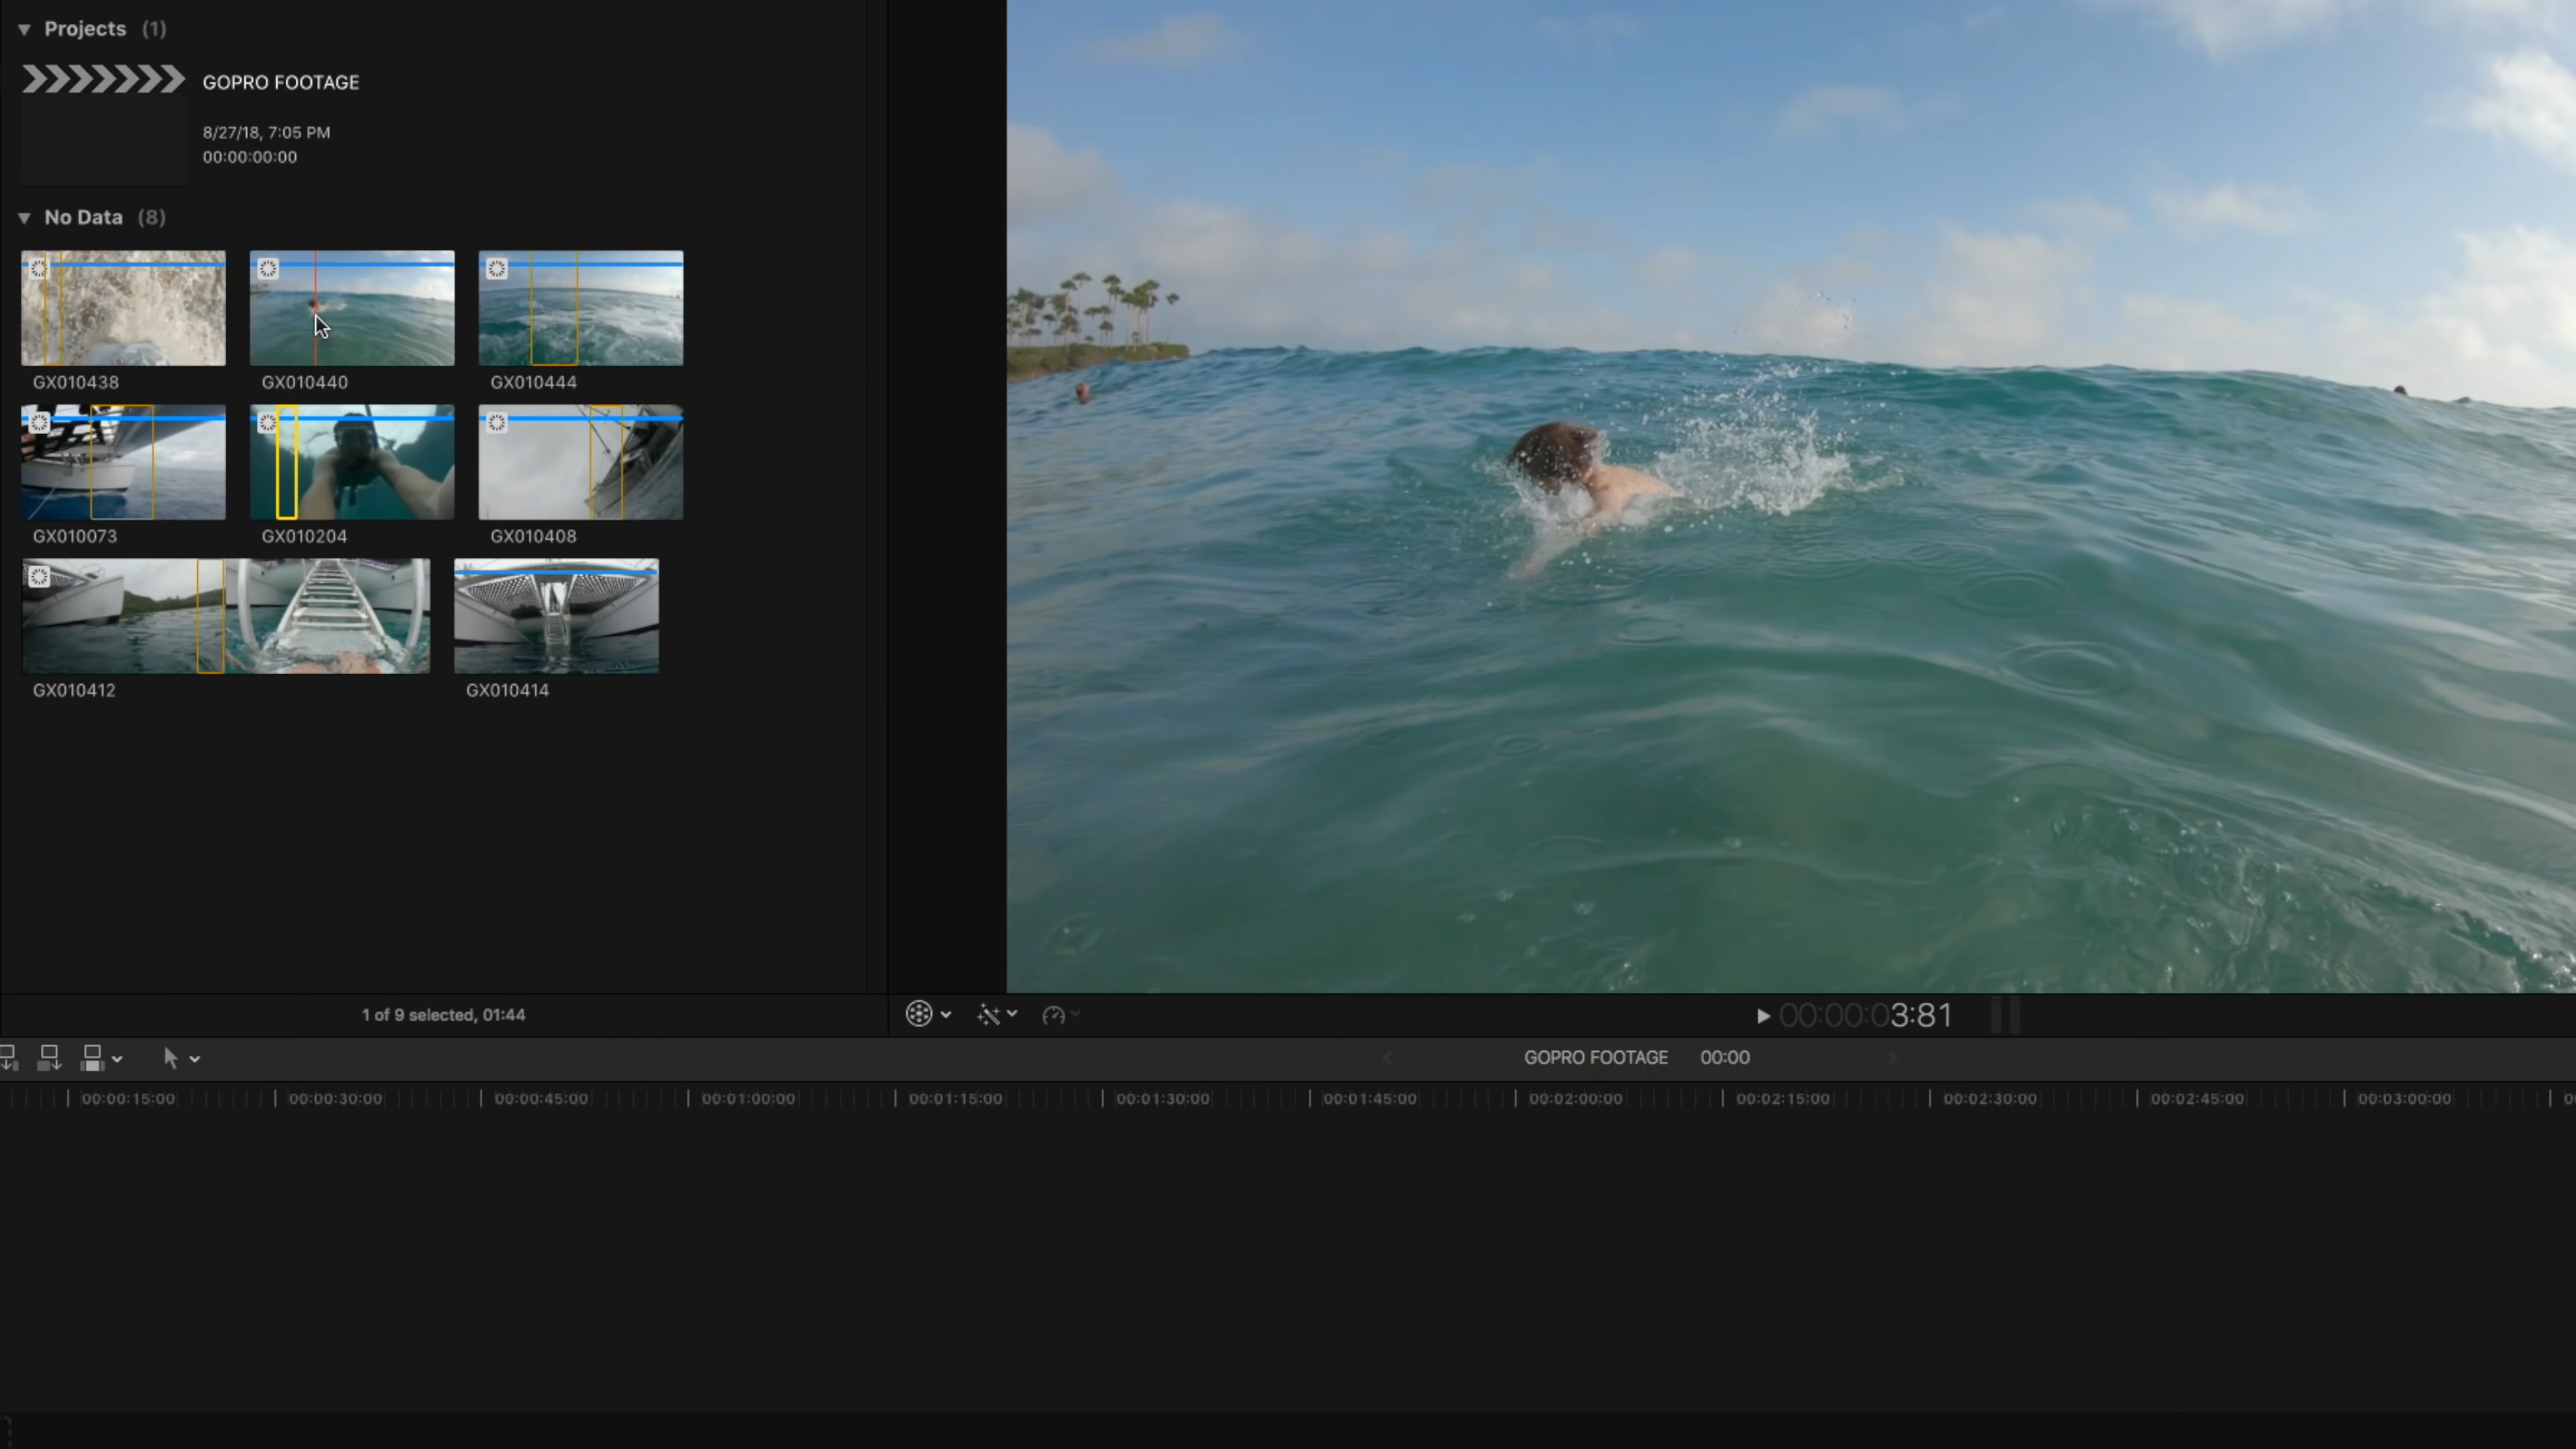 Projects (1)
GOPRO FOOTAGE
8/27/18, 7:05 PM
00:00:00:00
No Data (8)
GX010438
GX010440
GX010444
GX010073
GX010204
GX010408
GX010412
GX010414
1 of 9 selected, 01:44
00:00:03:81
GOPRO FOOTAGE 00:00
00:00:15:00 00:00:30:00 00:00:45:00 00:01:00:00 00:01:15:00 00:01:30:00 00:01:45:00 00:02:00:00 00:02:15:00 00:02:30:00 00:02:45:00 00:03:00:00